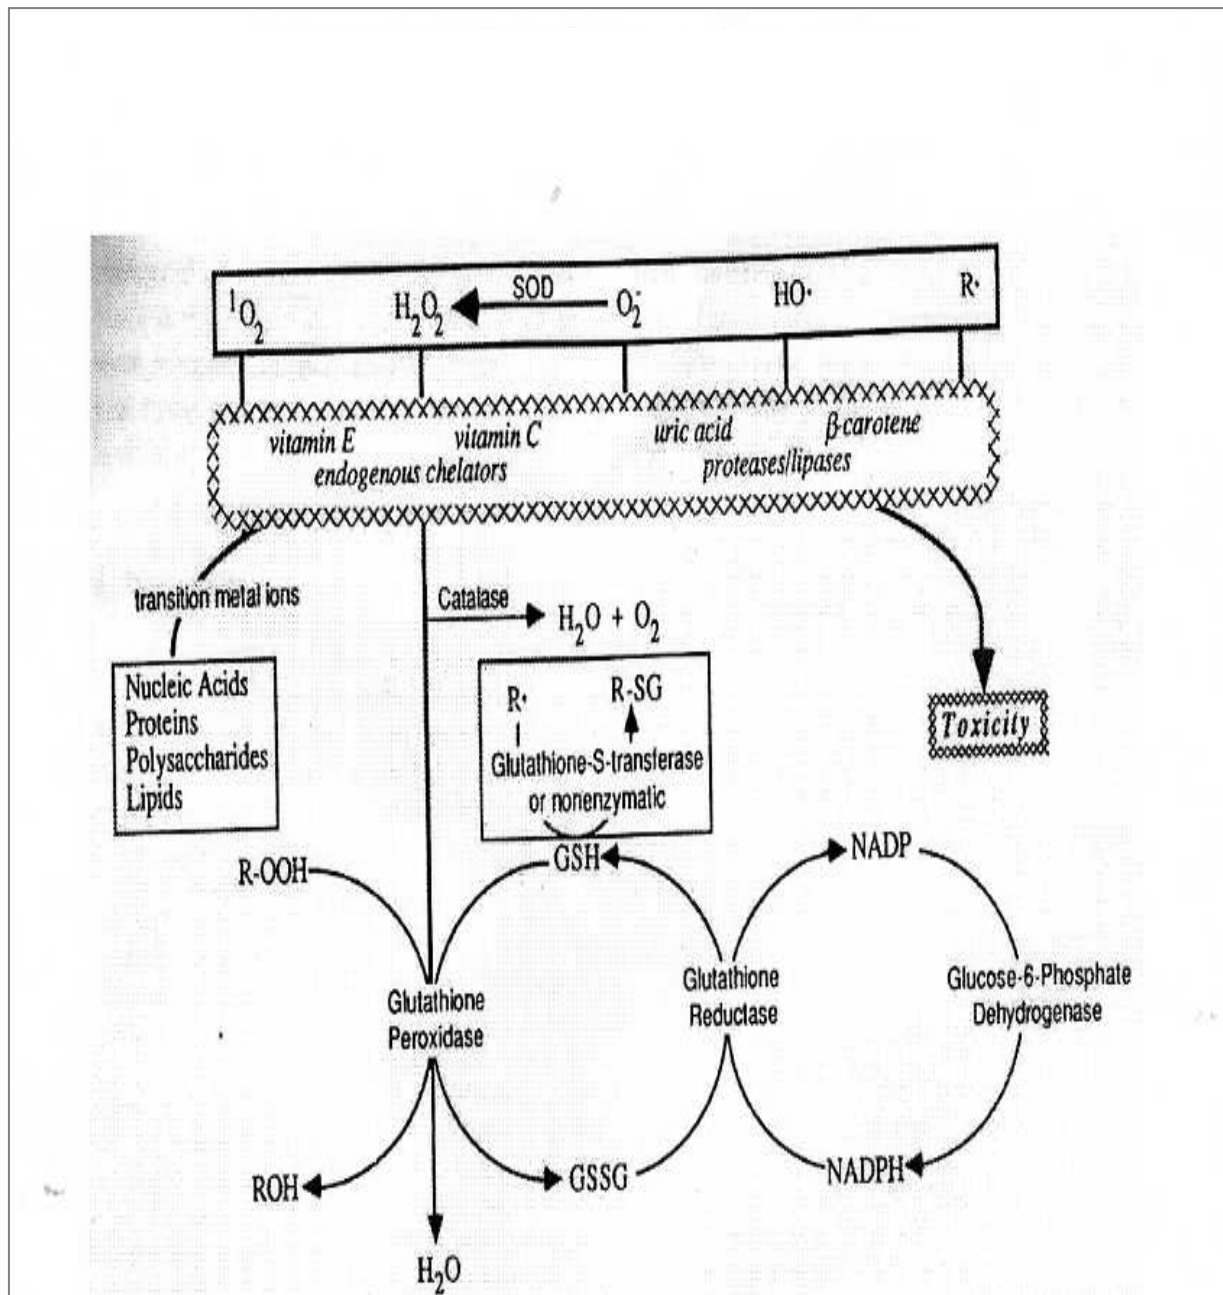 ¹O₂ H₂O₂ SOD O₂⁻· HO· R·
vitamin E vitamin C uric acid β-carotene
endogenous chelators proteases/lipases
transition metal ions
Catalase H₂O + O₂
Nucleic Acids
Proteins
Polysaccharides
Lipids
R· R-SG
Glutathione-S-transferase
or nonenzymatic
Toxicity
R-OOH GSH NADP
Glutathione
Peroxidase
Glutathione
Reductase
Glucose-6-Phosphate
Dehydrogenase
ROH GSSG NADPH
H₂O